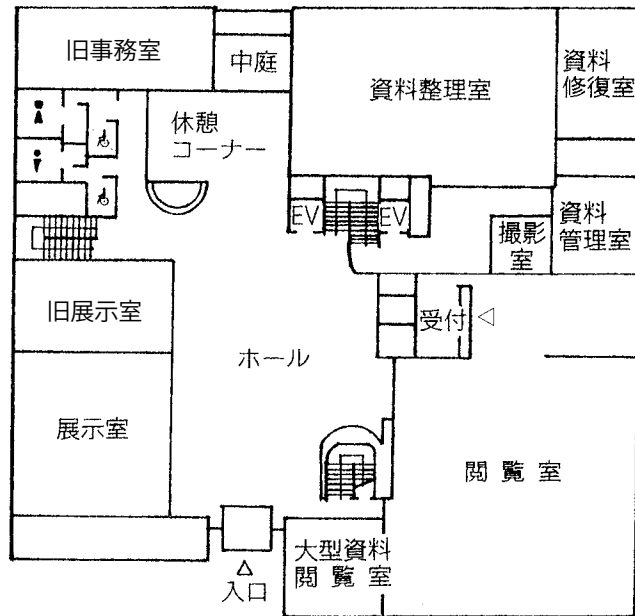 旧事務室
中庭
資料整理室
資料
修復室
休憩
コーナー
EV
EV
撮影
室
資料
管理室
旧展示室
ホール
受付
展示室
閲覧室
大型資料
閲覧室
入口